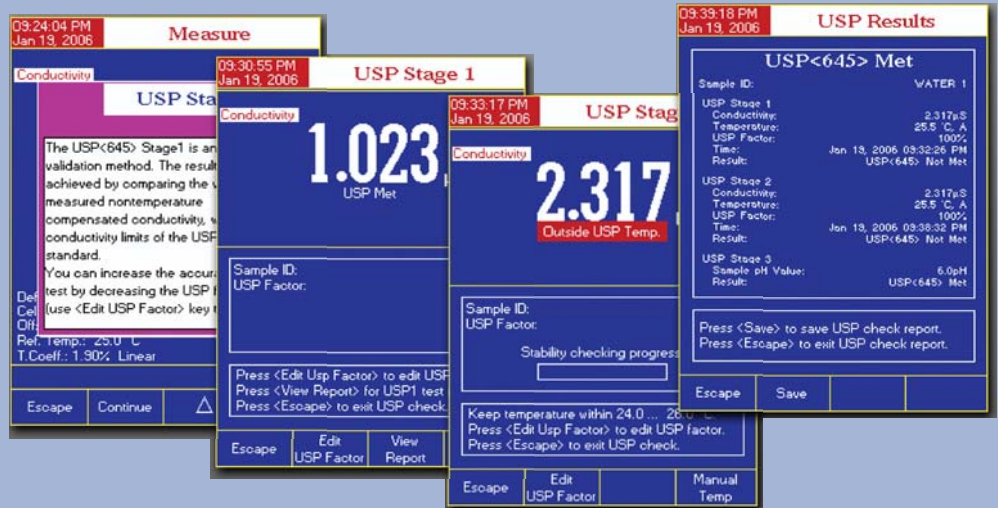 09:24:04 PM
Jan 19, 2006
Measure
Conductivity
USP Sta
The USP<645> Stage1 is an
validation method. The result
achieved by comparing the
measured nontemperature
compensated conductivity,
conductivity limits of the USP
standard.
You can increase the
test by decreasing the USP
(use <Edit USP Factor> key
Ref. Temp.: 25.0 °C
T.Coeff.: 1.90% Linear
Escape
Continue
△
09:30:55 PM
Jan 19, 2006
USP Stage 1
Conductivity
1.023
USP Met
Sample ID:
USP Factor:
Press <Edit Usp Factor> to edit USP
Press <View Report> for USP1 test
Press <Escape> to exit USP check.
Escape
Edit
USP Factor
View
Report
09:33:17 PM
Jan 19, 2006
USP Stag
Conductivity
2.317
Outside USP Temp.
Sample ID:
USP Factor:
Stability checking progress
Keep temperature within 24.0 ... 26.0 °C.
Press <Edit Usp Factor> to edit USP factor.
Press <Escape> to exit USP check.
Escape
Edit
USP Factor
Manual
Temp
09:39:18 PM
Jan 19, 2006
USP Results
USP<645> Met
Sample ID: WATER 1
USP Stage 1
Conductivity: 2.317µS
Temperature: 25.5 °C, A
USP Factor: 100%
Time: Jan 19, 2006 09:32:26 PM
Result: USP<645> Not Met
USP Stage 2
Conductivity: 2.317µS
Temperature: 25.5 °C, A
USP Factor: 100%
Time: Jan 19, 2006 09:38:32 PM
Result: USP<645> Not Met
USP Stage 3
Sample pH Value: 6.0pH
Result: USP<645> Met
Press <Save> to save USP check report.
Press <Escape> to exit USP check report.
Escape
Save